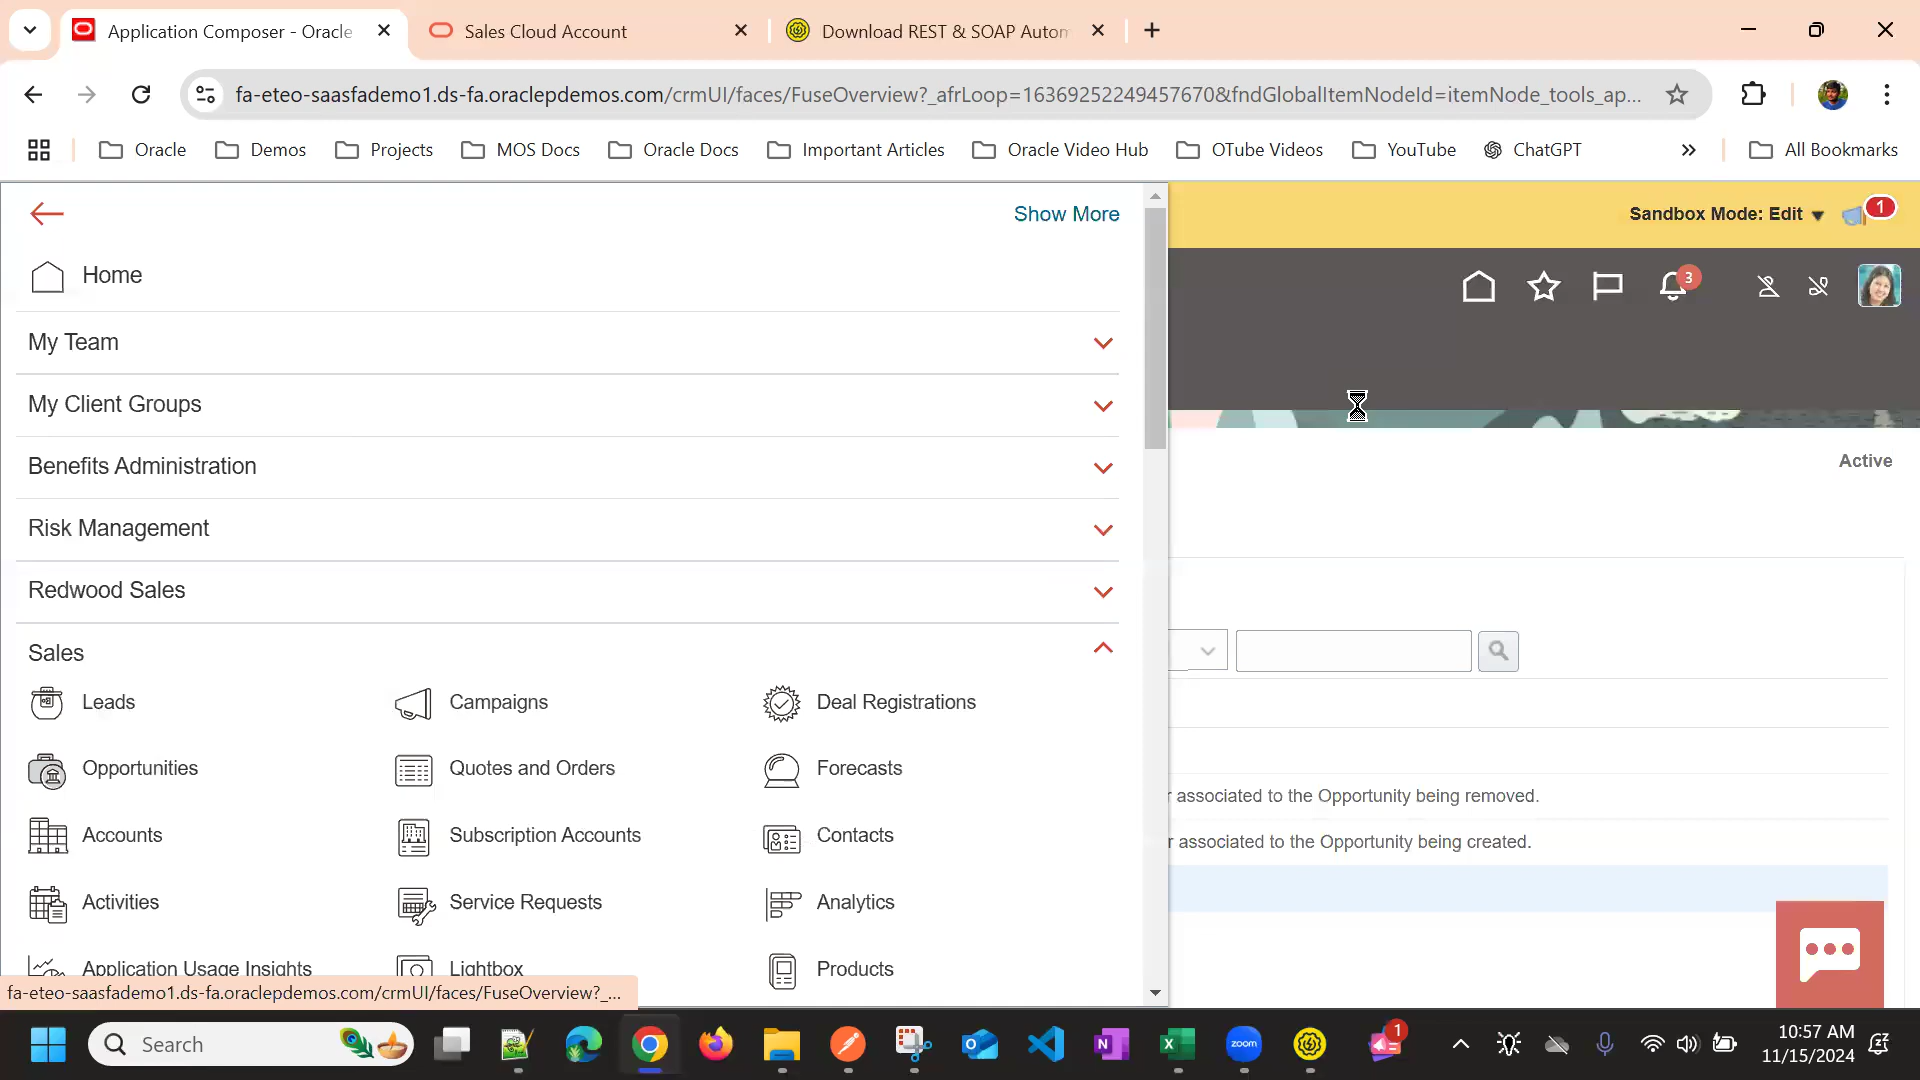 Application Composer - Oracle
Sales Cloud Account
Download REST & SOAP Autom
fa-eteo-saasfademo1.ds-fa.oraclepdemos.com/crmUI/faces/FuseOverview?_afrLoop=16369252249457670&fndGlobalItemNodeId=itemNode_tools_ap...
Oracle
Demos
Projects
MOS Docs
Oracle Docs
Important Articles
Oracle Video Hub
OTube Videos
YouTube
ChatGPT
All Bookmarks
Show More
Sandbox Mode: Edit
1
Home
3
My Team
My Client Groups
Active
Benefits Administration
Risk Management
Redwood Sales
Sales
Leads
Campaigns
Deal Registrations
Opportunities
Quotes and Orders
Forecasts
r associated to the Opportunity being removed.
Accounts
Subscription Accounts
Contacts
r associated to the Opportunity being created.
Activities
Service Requests
Analytics
Application Usage Insights
Lightbox
Products
fa-eteo-saasfademo1.ds-fa.oraclepdemos.com/crmUI/faces/FuseOverview?_...
Search
zoom
1
10:57 AM
11/15/2024